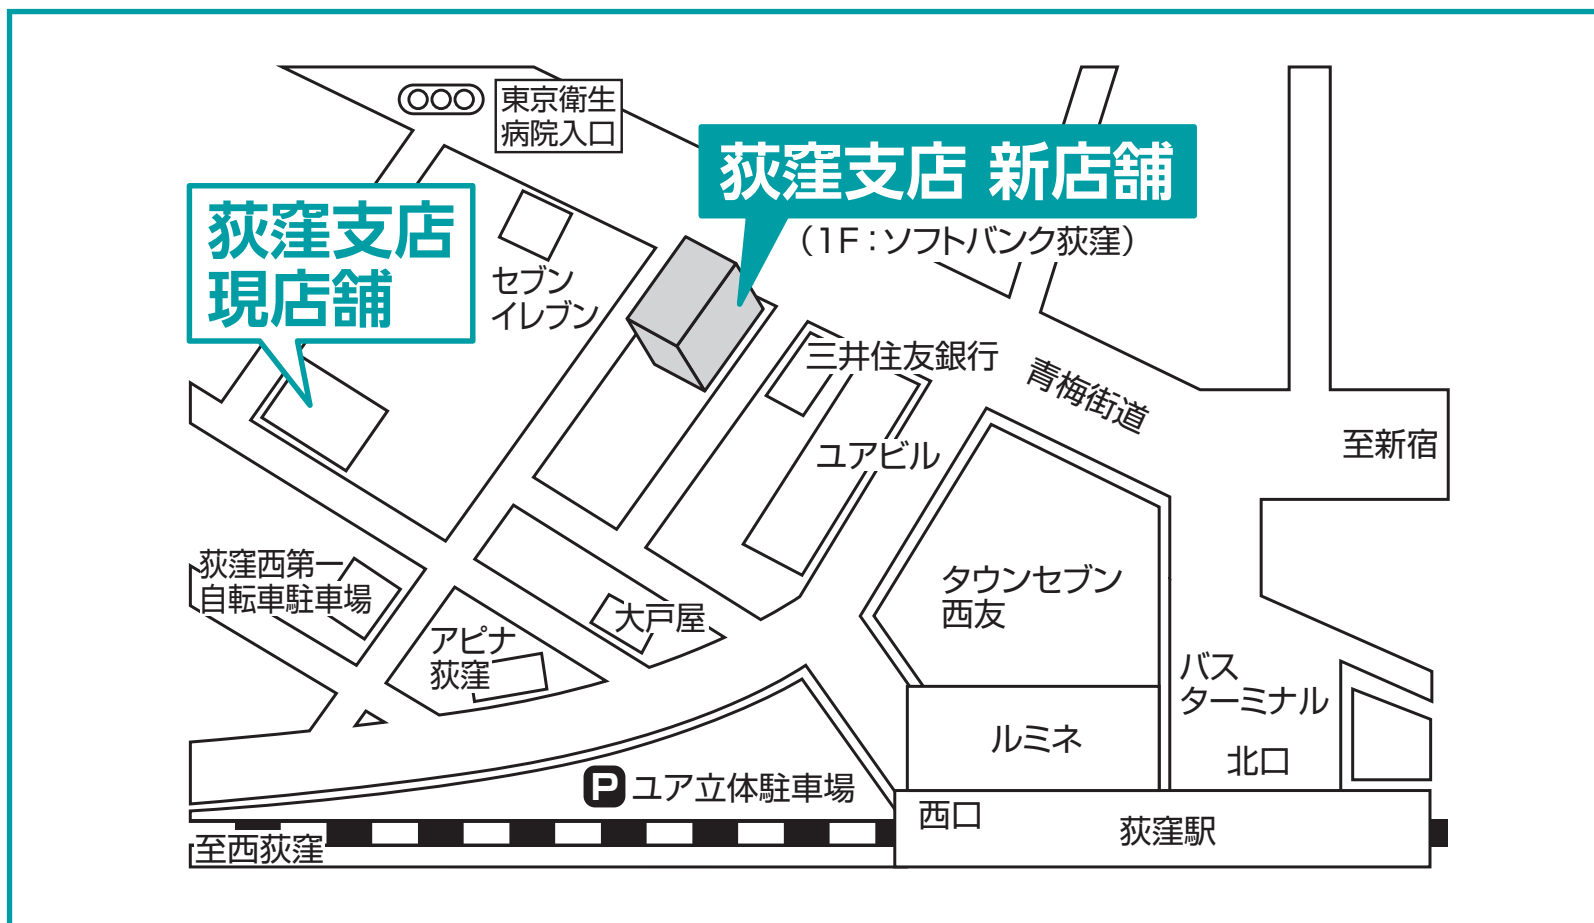 東京衛生
病院入口
荻窪支店 新店舗
(1F:ソフトバンク荻窪)
荻窪支店
現店舗
セブン
イレブン
三井住友銀行
青梅街道
ユアビル
至新宿
荻窪西第一
自転車駐車場
タウンセブン
西友
大戸屋
アピナ
荻窪
バス
ターミナル
ルミネ
北口
P ユア立体駐車場
西口
荻窪駅
至西荻窪